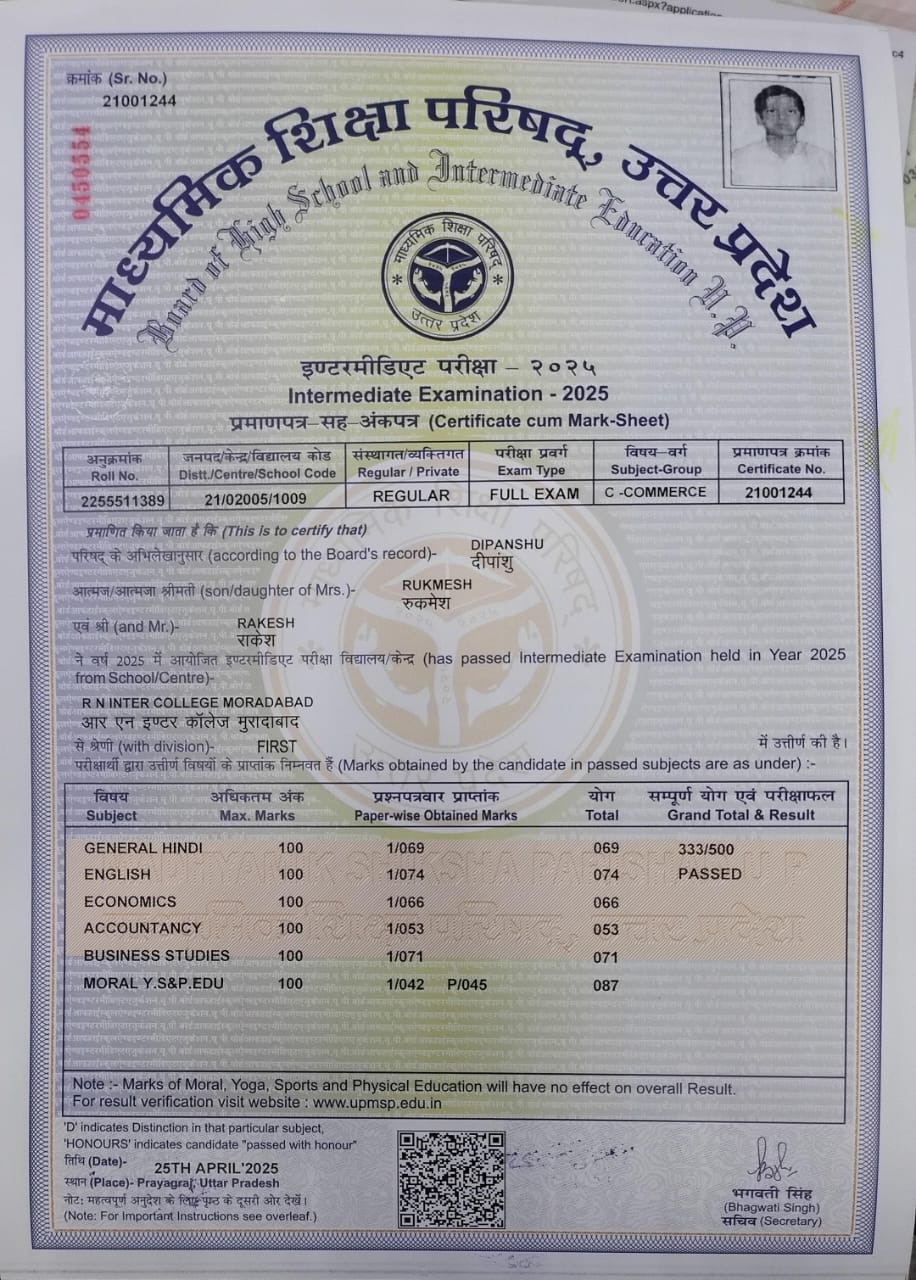 क्रमांक (Sr. No.)
21001244
0450554
माध्यमिक शिक्षा परिषद्, उत्तर प्रदेश
Board of High School and Intermediate Education U.P.
माध्यमिक शिक्षा परिषद्
उत्तर प्रदेश
इण्टरमीडिएट परीक्षा – २०२५
Intermediate Examination - 2025
प्रमाणपत्र–सह–अंकपत्र (Certificate cum Mark-Sheet)
अनुक्रमांक जनपद/केन्द्र/विद्यालय कोड संस्थागत/व्यक्तिगत परीक्षा प्रवर्ग विषय–वर्ग प्रमाणपत्र क्रमांक
Roll No. Distt./Centre/School Code Regular / Private Exam Type Subject-Group Certificate No.
2255511389 21/02005/1009 REGULAR FULL EXAM C -COMMERCE 21001244
प्रमाणित किया जाता है कि (This is to certify that)
DIPANSHU
परिषद् के अभिलेखानुसार (according to the Board's record)- दीपांशु
RUKMESH
आत्मज/आत्मजा श्रीमती (son/daughter of Mrs.)- रुकमेश
एवं श्री (and Mr.)- RAKESH
राकेश
ने वर्ष 2025 में आयोजित इण्टरमीडिएट परीक्षा विद्यालय/केन्द्र (has passed Intermediate Examination held in Year 2025
from School/Centre)-
R N INTER COLLEGE MORADABAD
आर एन इण्टर कॉलेज मुरादाबाद
से श्रेणी (with division)- FIRST में उत्तीर्ण की है।
परीक्षार्थी द्वारा उत्तीर्ण विषयों के प्राप्तांक निम्नवत हैं (Marks obtained by the candidate in passed subjects are as under) :-
विषय अधिकतम अंक प्रश्नपत्रवार प्राप्तांक योग सम्पूर्ण योग एवं परीक्षाफल
Subject Max. Marks Paper-wise Obtained Marks Total Grand Total & Result
GENERAL HINDI 100 1/069 069 333/500
ENGLISH 100 1/074 074 PASSED
ECONOMICS 100 1/066 066
ACCOUNTANCY 100 1/053 053
BUSINESS STUDIES 100 1/071 071
MORAL Y.S&P.EDU 100 1/042 P/045 087
Note :- Marks of Moral, Yoga, Sports and Physical Education will have no effect on overall Result.
For result verification visit website : www.upmsp.edu.in
'D' indicates Distinction in that particular subject,
'HONOURS' indicates candidate "passed with honour"
तिथि (Date)- 25TH APRIL'2025
स्थान (Place)- Prayagraj, Uttar Pradesh
नोट: महत्वपूर्ण अनुदेश के लिए पृष्ठ के दूसरी ओर देखें।
(Note: For Important Instructions see overleaf.)
भगवती सिंह
(Bhagwati Singh)
सचिव (Secretary)